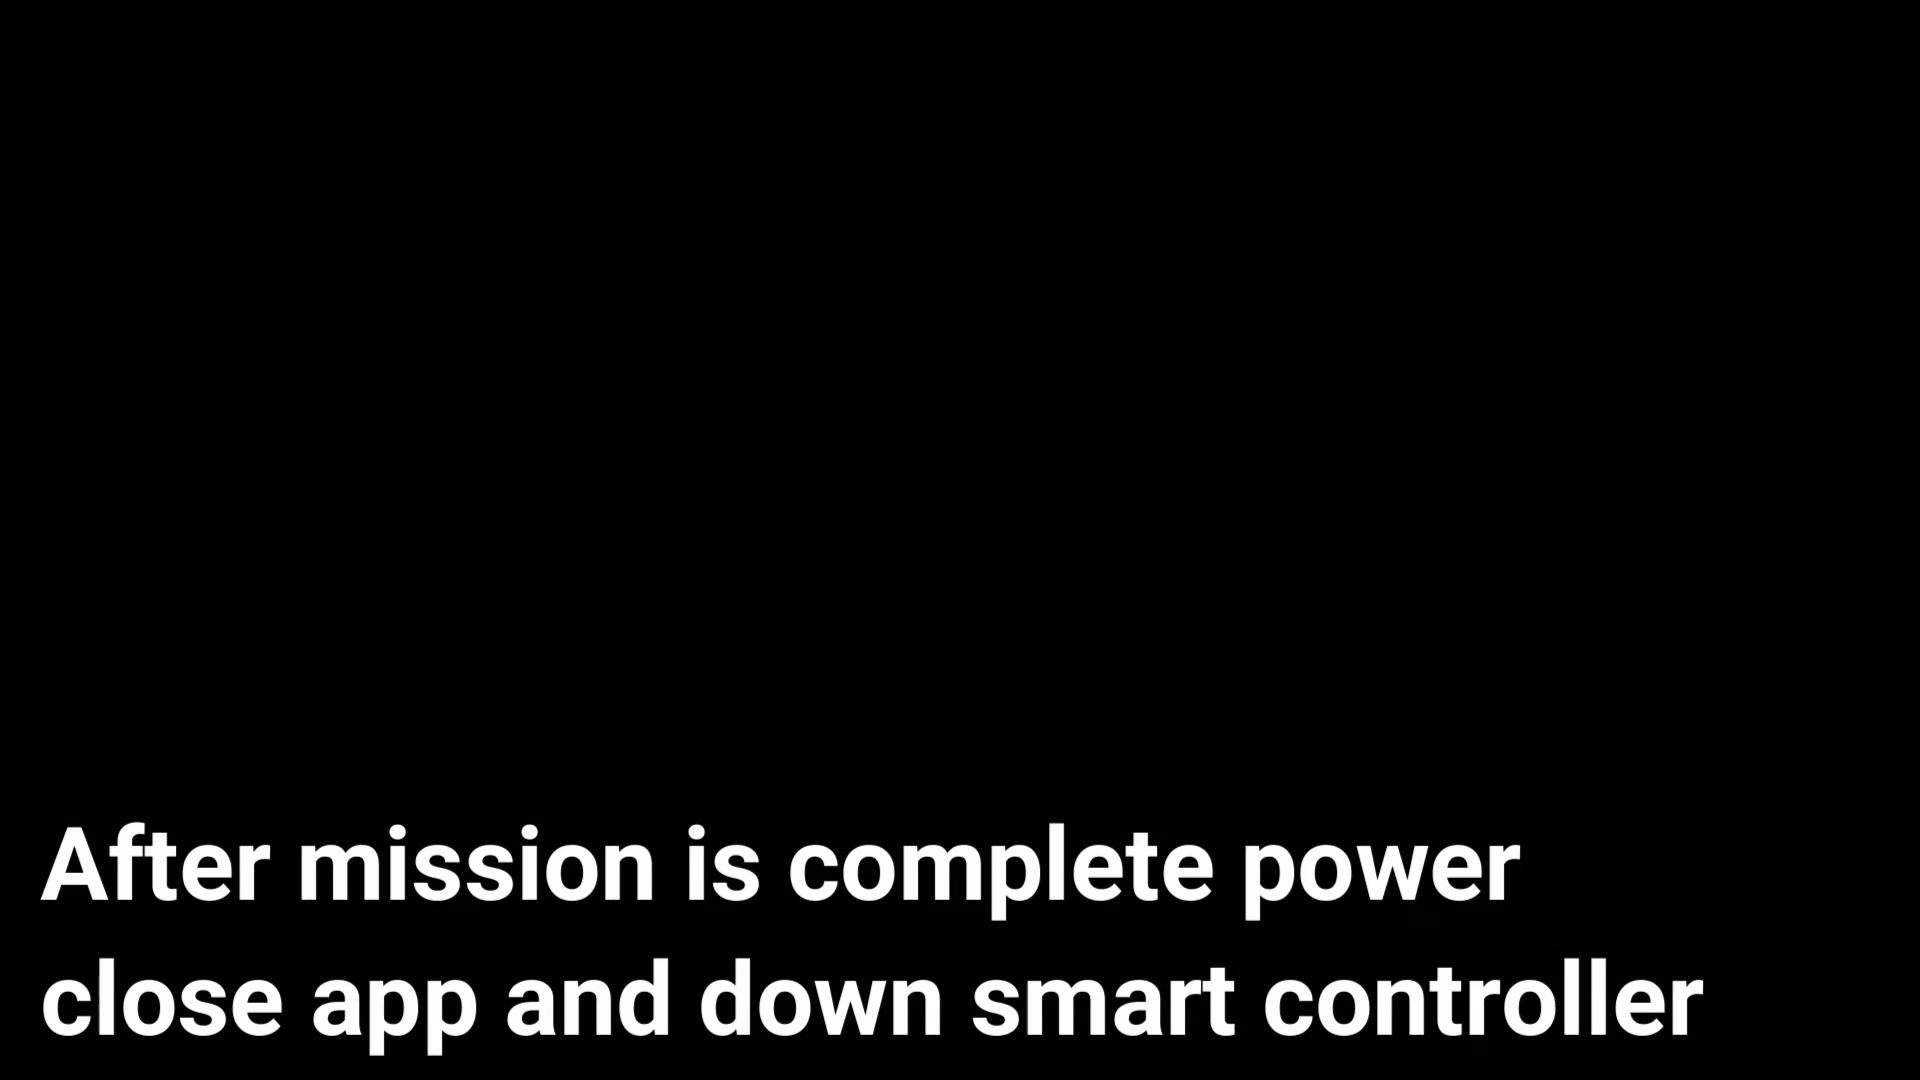 After mission is complete power
close app and down smart controller